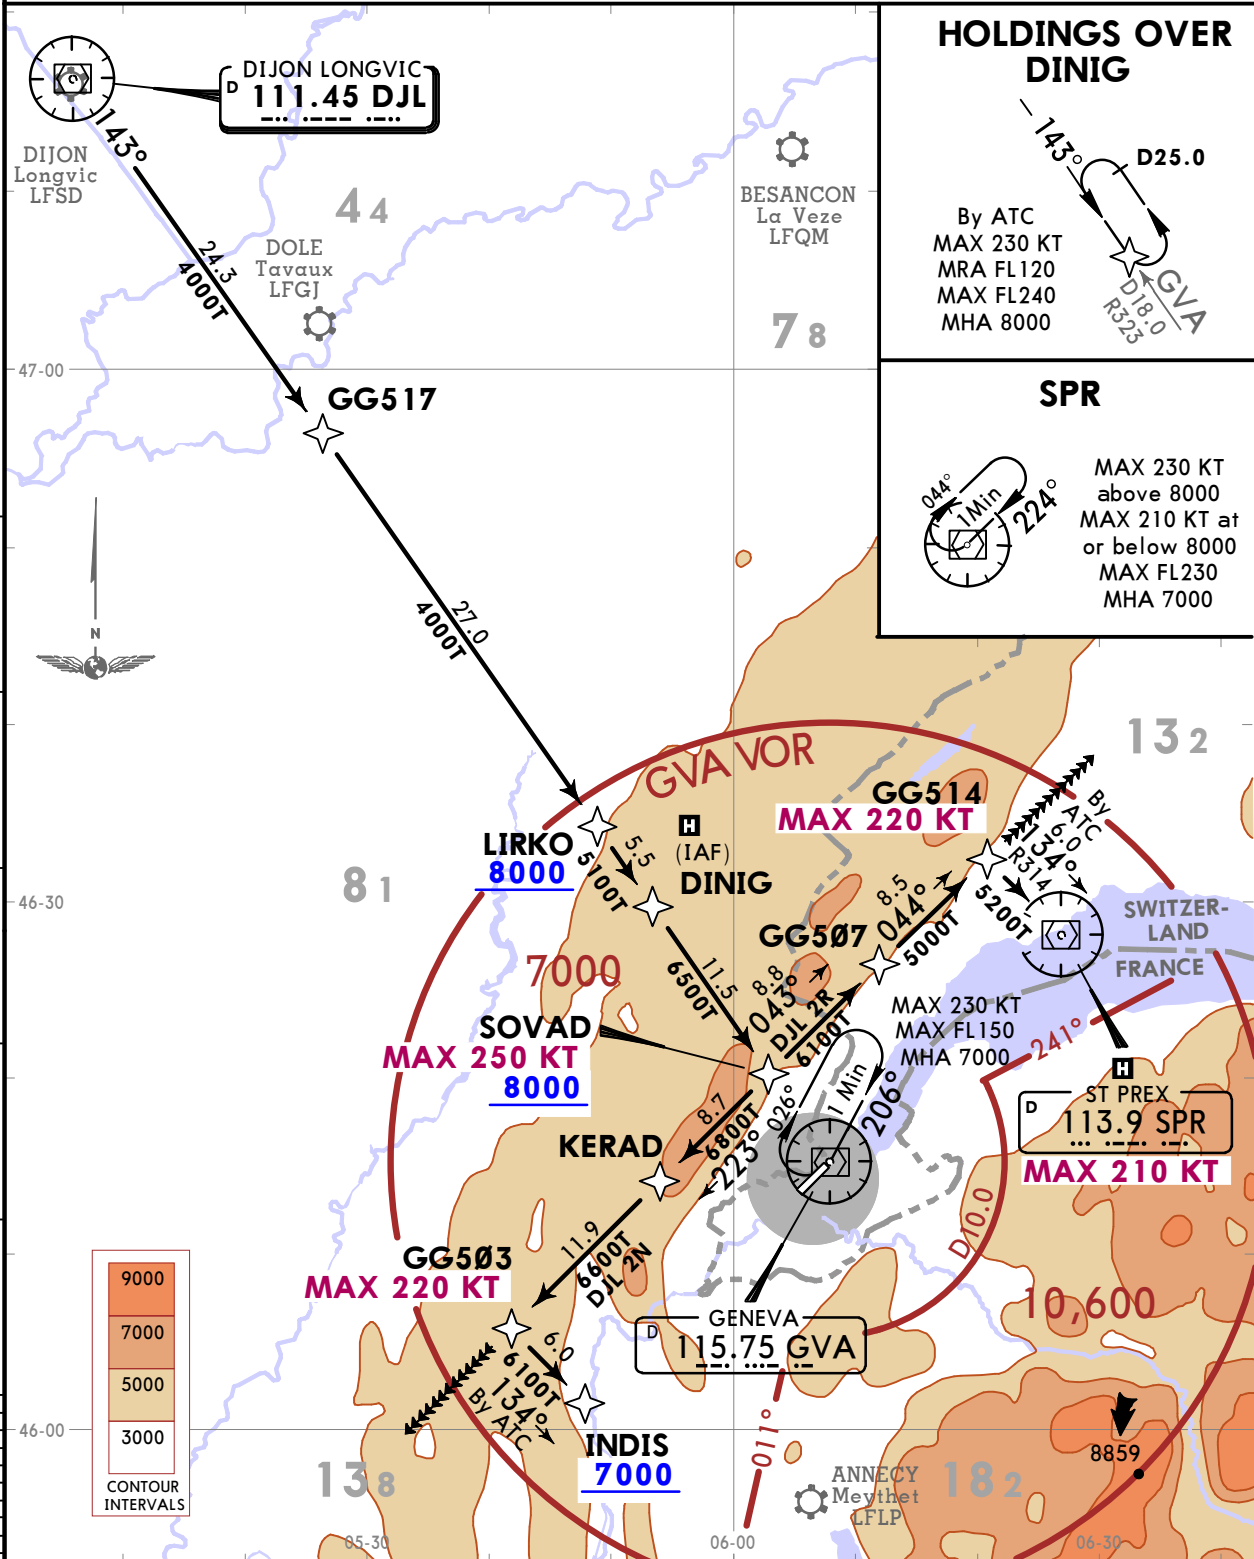 DIJON LONGVIC
D 111.45 DJL
DIJON
Longvic
LFSD
143°
24.3
4000T
44
DOLE
Tavaux
LFGJ
BESANCON
La Veze
LFQM
78
47-00
GG517
27.0
4000T
N
HOLDINGS OVER
DINIG
143°
D25.0
By ATC
MAX 230 KT
MRA FL120
MAX FL240
MHA 8000
GVA
D18.0
R323
SPR
044°
1Min
224°
MAX 230 KT
above 8000
MAX 210 KT at
or below 8000
MAX FL230
MHA 7000
132
GVA VOR
GG514
MAX 220 KT
By
ATC
6.0
134°
R314
5200T
LIRKO
8000
5.5
5100T
H
(IAF)
DINIG
81
46-30
7000
11.5
6500T
GG5Ø7
8.5
044°
5000T
SWITZER-
LAND
FRANCE
8.8
043°
DJL 2R
6100T
SOVAD
MAX 250 KT
8000
MAX 230 KT
MAX FL150
MHA 7000
241°
026°
1 Min
206°
H
ST PREX
D 113.9 SPR
MAX 210 KT
8.7
6800T
223°
KERAD
D10.0
11.9
6600T
DJL 2N
GG5Ø3
MAX 220 KT
GENEVA
D 115.75 GVA
10,600
6.0
6100T
134°
By ATC
INDIS
7000
011°
46-00
138
9000
7000
5000
3000
CONTOUR
INTERVALS
ANNECY
Meythet
LFLP
182
8859
05-30
06-00
06-30